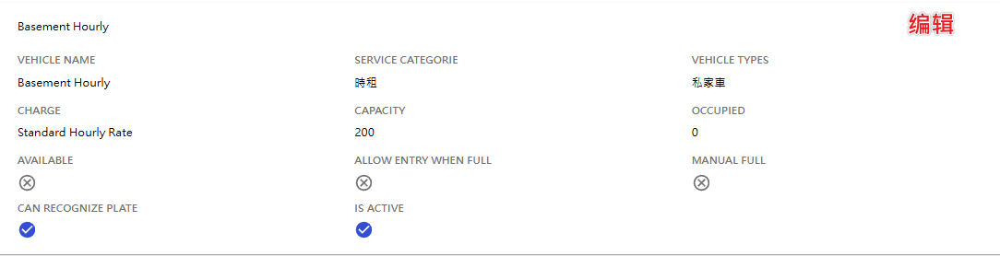 Basement Hourly
编辑
VEHICLE NAME
SERVICE CATEGORIE
VEHICLE TYPES
Basement Hourly
時租
私家車
CHARGE
CAPACITY
OCCUPIED
Standard Hourly Rate
200
0
AVAILABLE
ALLOW ENTRY WHEN FULL
MANUAL FULL
CAN RECOGNIZE PLATE
IS ACTIVE